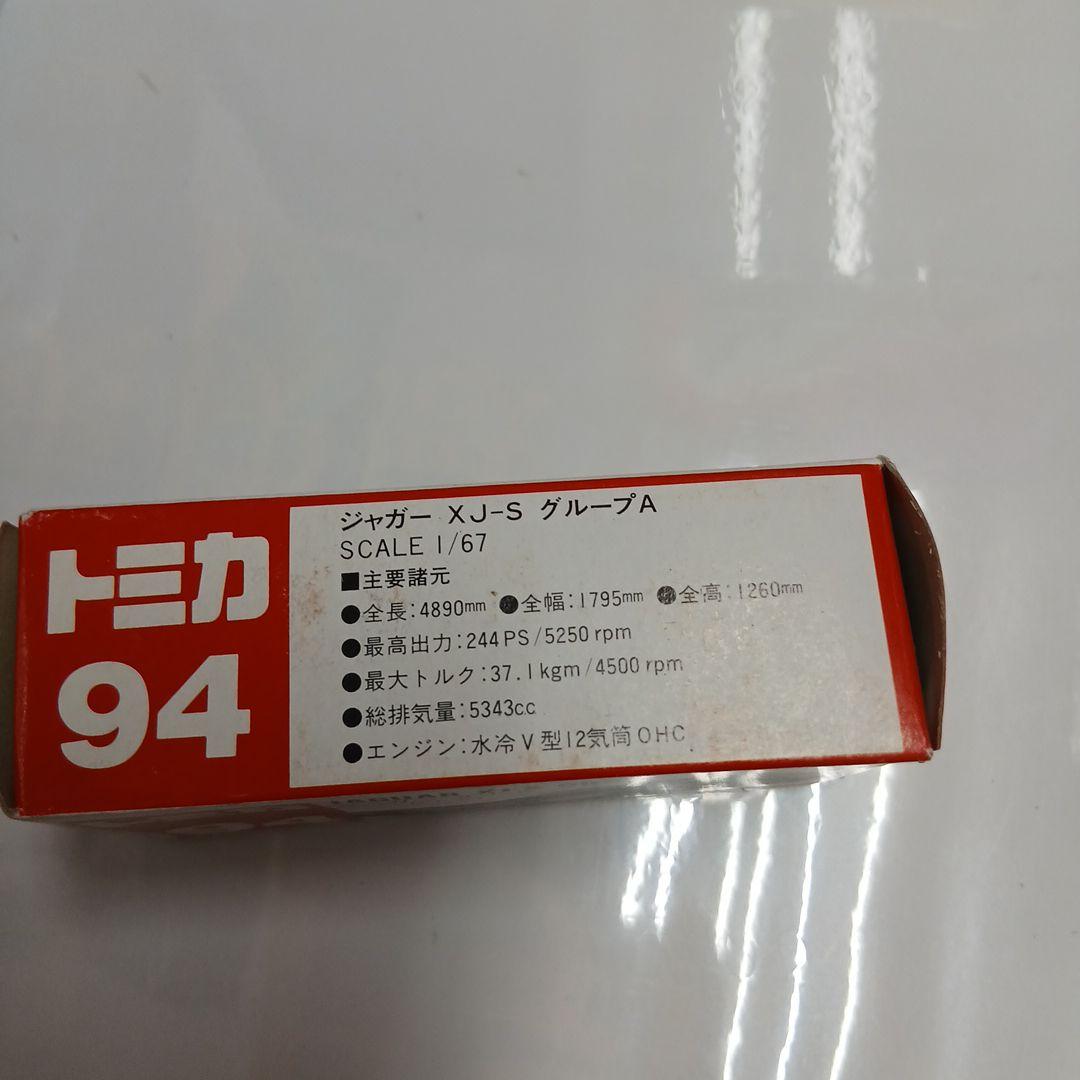 トミカ
94
ジャガー XJ-S グループA
SCALE 1/67
■主要諸元
●全長:4890mm ●全幅:1795mm ●全高:1260mm
●最高出力:244PS/5250rpm
●最大トルク:37.1kgm/4500rpm
●総排気量:5343cc
●エンジン:水冷V型12気筒OHC
JAGUAR